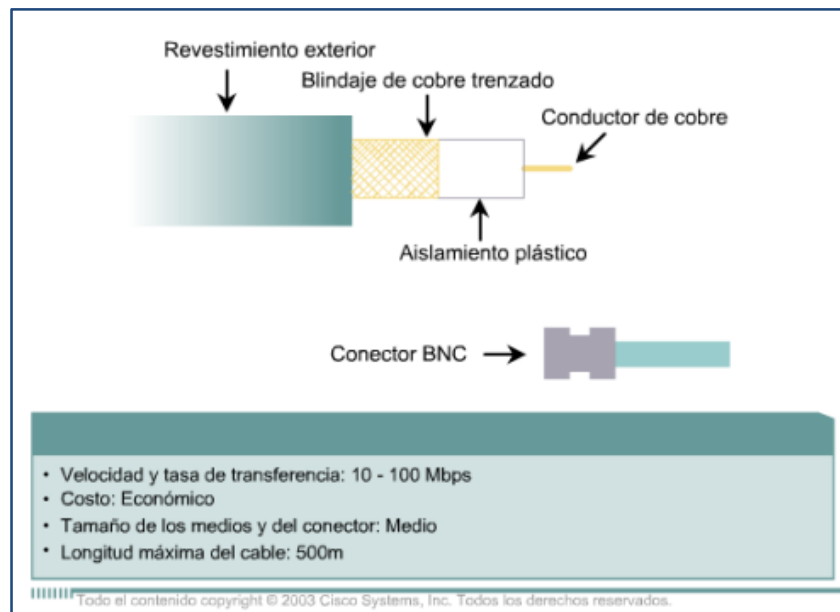 Revestimiento exterior
Blindaje de cobre trenzado
Conductor de cobre
Aislamiento plástico
Conector BNC
• Velocidad y tasa de transferencia: 10 - 100 Mbps
• Costo: Económico
• Tamaño de los medios y del conector: Medio
• Longitud máxima del cable: 500m
Todo el contenido copyright © 2003 Cisco Systems, Inc. Todos los derechos reservados.